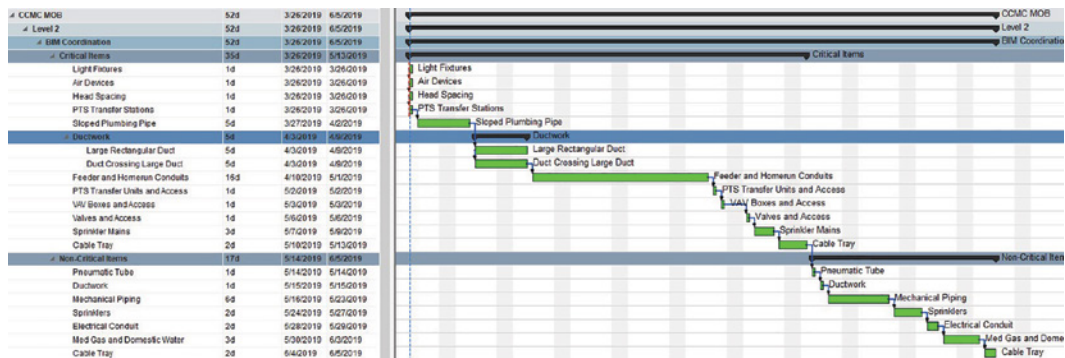 CCMC MOB 52d 3/26/2019 6/5/2019 CCMC MOB
Level 2 52d 3/26/2019 6/5/2019 Level 2
BIM Coordination 52d 3/26/2019 6/5/2019 BIM Coordinatio
Critical Items 35d 3/26/2019 5/13/2019 Critical Items
Light Fixtures 1d 3/26/2019 3/26/2019 Light Fixtures
Air Devices 1d 3/26/2019 3/26/2019 Air Devices
Head Spacing 1d 3/26/2019 3/26/2019 Head Spacing
PTS Transfer Stations 1d 3/26/2019 3/26/2019 PTS Transfer Stations
Sloped Plumbing Pipe 5d 3/27/2019 4/2/2019 Sloped Plumbing Pipe
Ductwork 5d 4/3/2019 4/9/2019 Ductwork
Large Rectangular Duct 5d 4/3/2019 4/9/2019 Large Rectangular Duct
Duct Crossing Large Duct 5d 4/3/2019 4/9/2019 Duct Crossing Large Duct
Feeder and Homerun Conduits 16d 4/10/2019 5/1/2019 Feeder and Homerun Conduits
PTS Transfer Units and Access 1d 5/2/2019 5/2/2019 PTS Transfer Units and Access
VAV Boxes and Access 1d 5/3/2019 5/3/2019 VAV Boxes and Access
Valves and Access 1d 5/6/2019 5/6/2019 Valves and Access
Sprinkler Mains 3d 5/7/2019 5/9/2019 Sprinkler Mains
Cable Tray 2d 5/10/2019 5/13/2019 Cable Tray
Non-Critical Items 17d 5/14/2019 6/5/2019 Non-Critical Iten
Pneumatic Tube 1d 5/14/2019 5/14/2019 Pneumatic Tube
Ductwork 1d 5/15/2019 5/15/2019 Ductwork
Mechanical Piping 6d 5/16/2019 5/23/2019 Mechanical Piping
Sprinklers 2d 5/24/2019 5/27/2019 Sprinklers
Electrical Conduit 2d 5/28/2019 5/29/2019 Electrical Conduit
Med Gas and Domestic Water 3d 5/30/2019 6/3/2019 Med Gas and Dome
Cable Tray 2d 6/4/2019 6/5/2019 Cable Tray